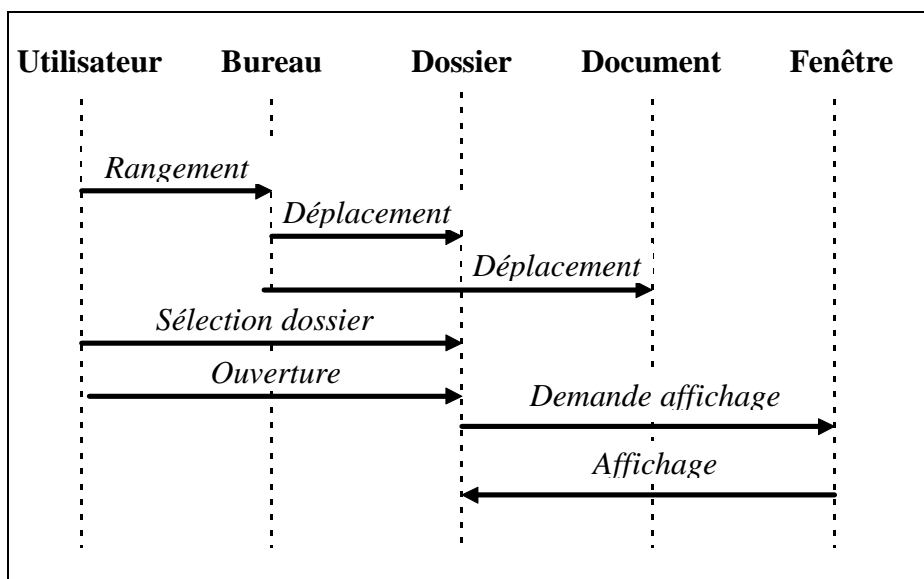 Utilisateur Bureau Dossier Document Fenêtre
Rangement
Déplacement
Déplacement
Sélection dossier
Ouverture
Demande affichage
Affichage